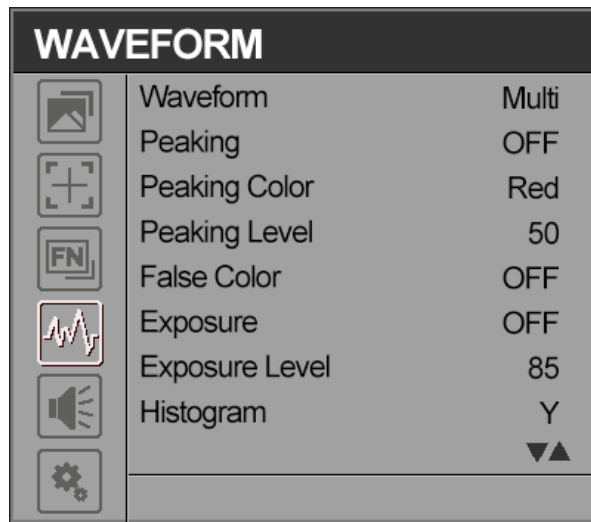 WAVEFORM
Waveform Multi
Peaking OFF
Peaking Color Red
Peaking Level 50
FN
False Color OFF
Exposure OFF
Exposure Level 85
Histogram Y